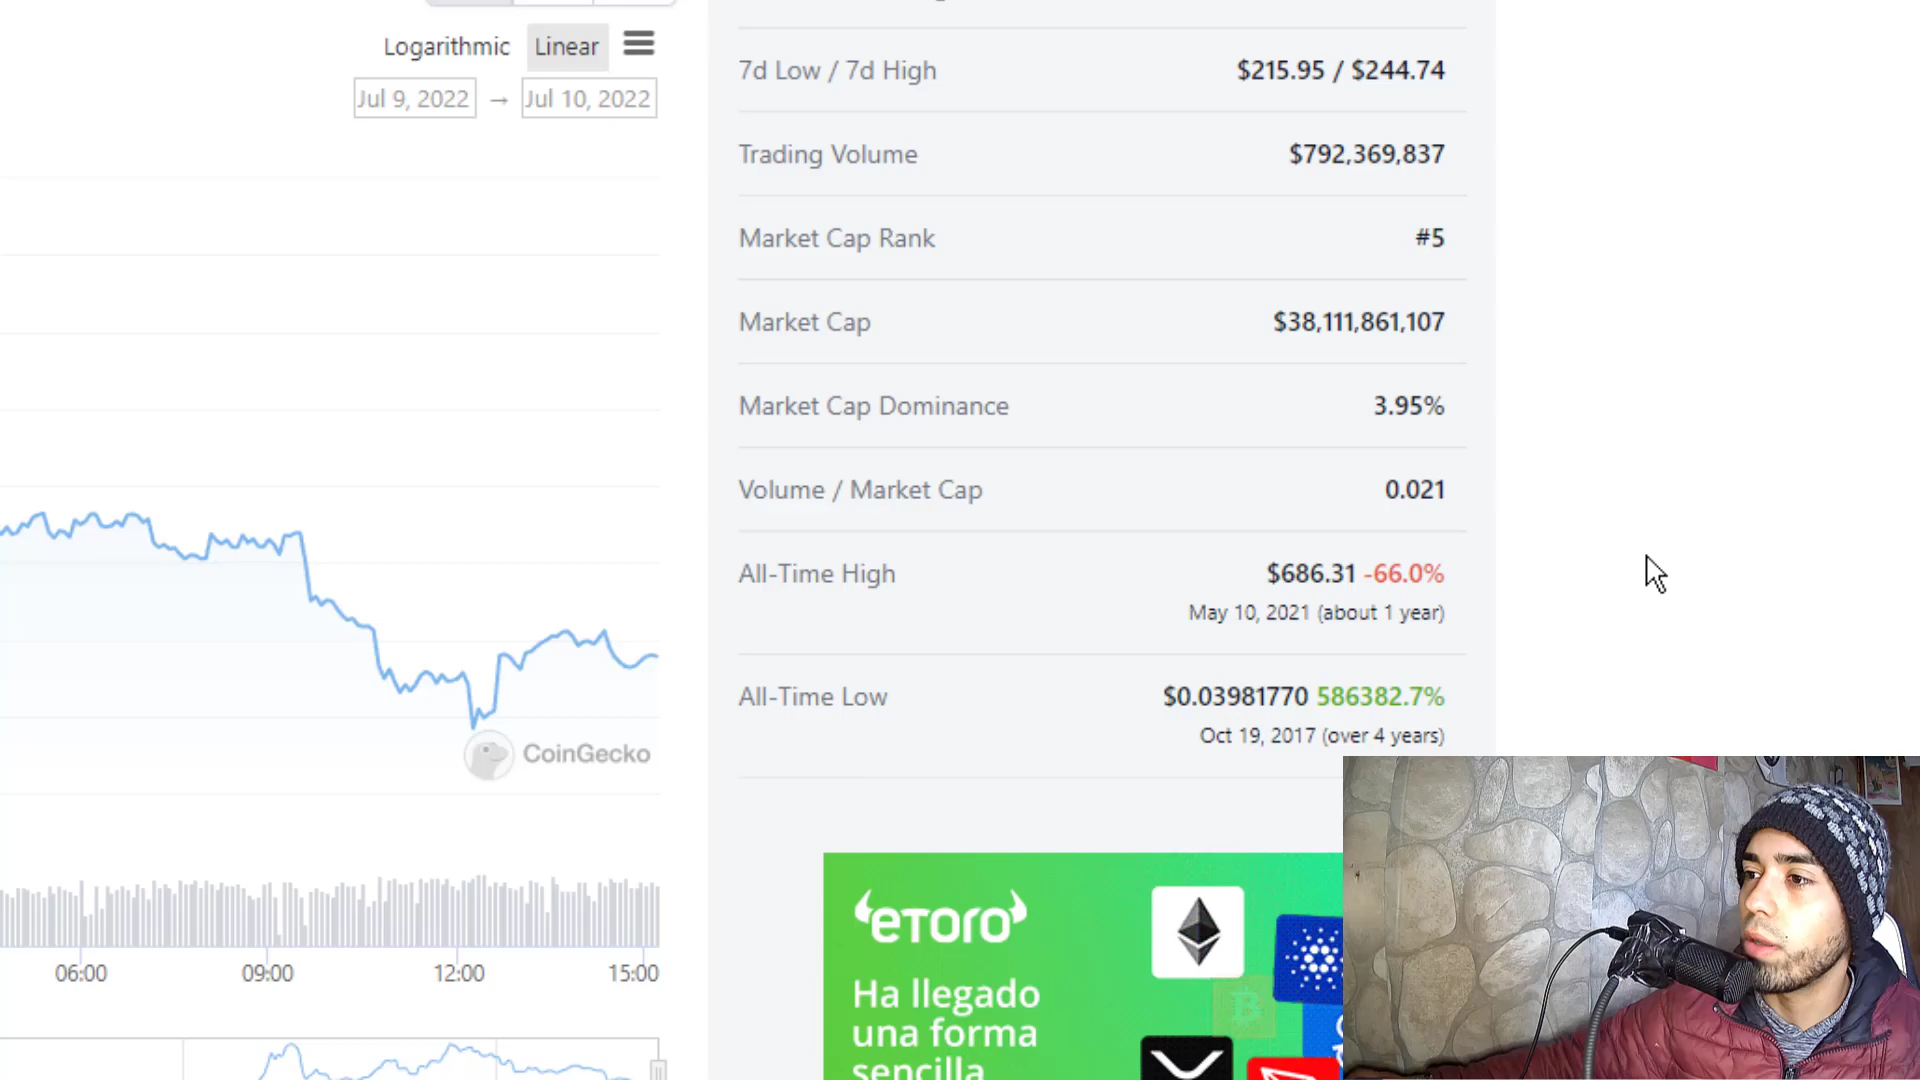 Logarithmic Linear
Jul 9, 2022 → Jul 10, 2022
CoinGecko
06:00 09:00 12:00 15:00
7d Low / 7d High $215.95 / $244.74
Trading Volume $792,369,837
Market Cap Rank #5
Market Cap $38,111,861,107
Market Cap Dominance 3.95%
Volume / Market Cap 0.021
All-Time High $686.31 -66.0%
May 10, 2021 (about 1 year)
All-Time Low $0.03981770 586382.7%
Oct 19, 2017 (over 4 years)
eToro
Ha llegado
una forma
sencilla